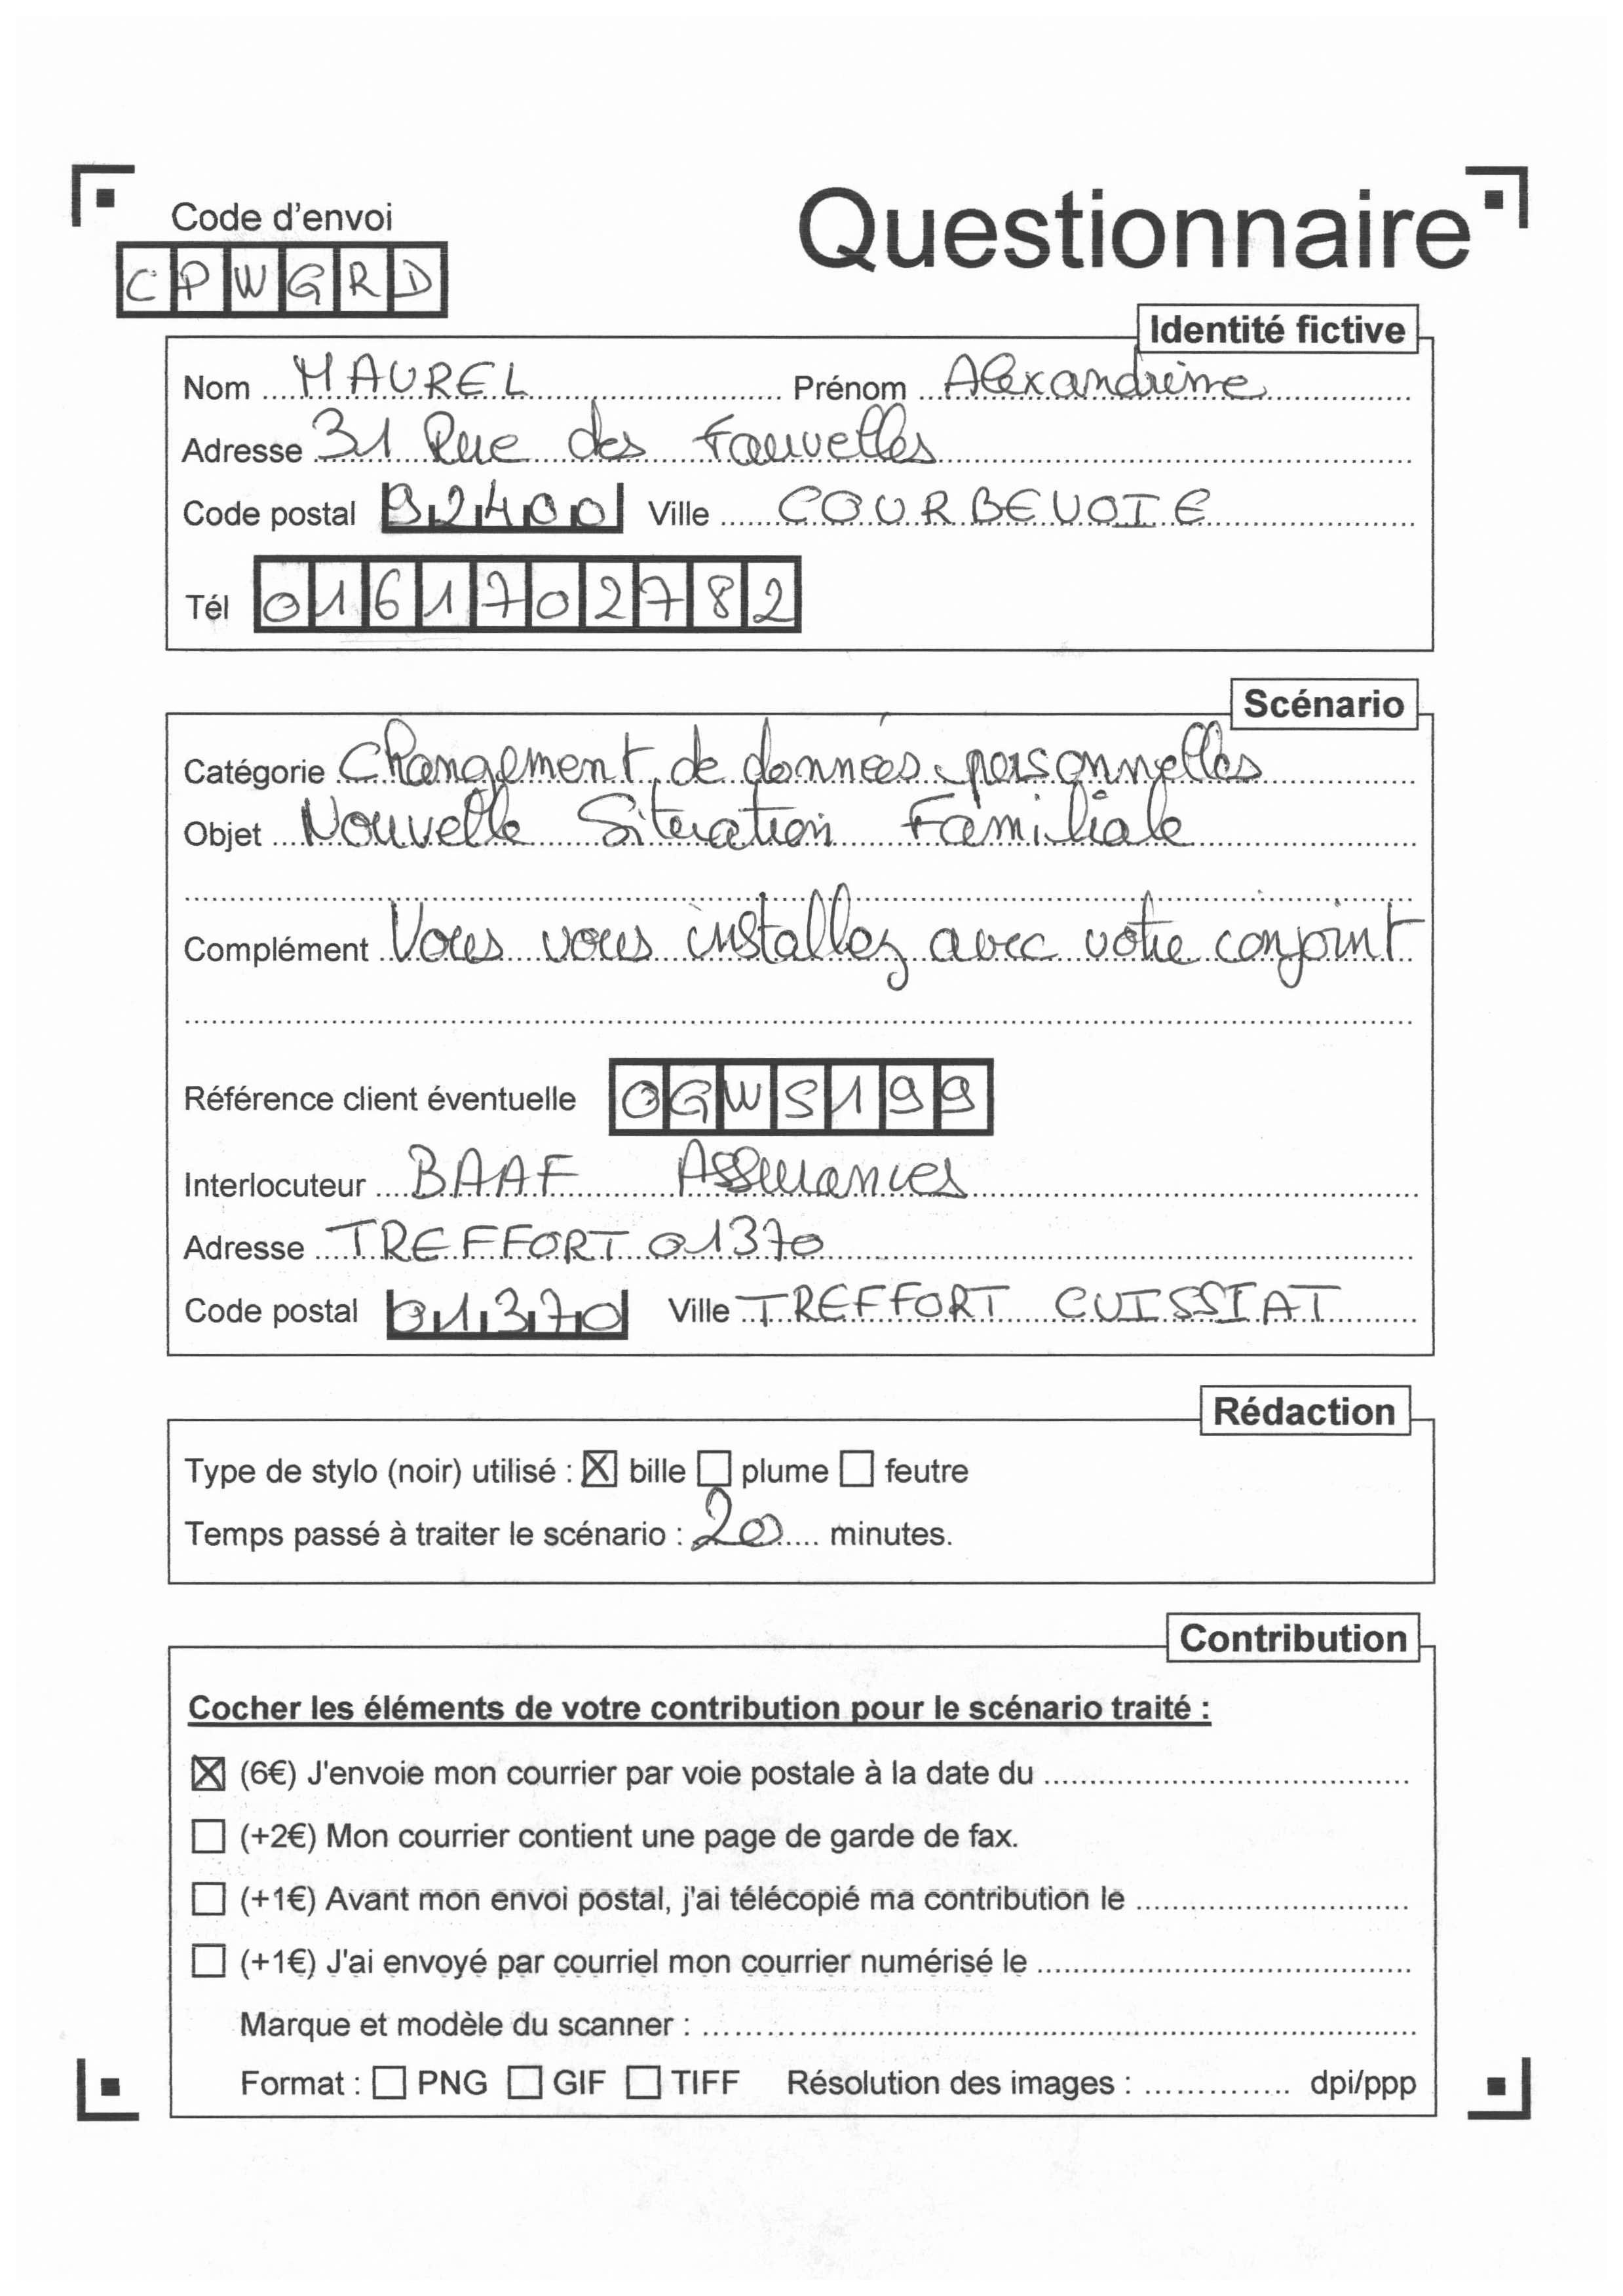 Code d'envoi
Questionnaire
CPWGRD
Identité fictive
Nom MAUREL Prénom Alexandrine
Adresse 31 Rue des Fauvelles
Code postal 92400 Ville COURBEVOIE
Tél 0161702782
Scénario
Catégorie Changement de données personnelles
Objet Nouvelle Situation Familiale
Complément Vous vous installez avec votre conjoint
Référence client éventuelle OGWS199
Interlocuteur BAAF Assurances
Adresse TREFFORT 01370
Code postal 01370 Ville TREFFORT CUISSIAT
Rédaction
Type de stylo (noir) utilisé : ☒ bille ☐ plume ☐ feutre
Temps passé à traiter le scénario : 20 minutes.
Contribution
Cocher les éléments de votre contribution pour le scénario traité :
☒ (6€) J'envoie mon courrier par voie postale à la date du
☐ (+2€) Mon courrier contient une page de garde de fax.
☐ (+1€) Avant mon envoi postal, j'ai télécopié ma contribution le
☐ (+1€) J'ai envoyé par courriel mon courrier numérisé le
Marque et modèle du scanner :
Format : ☐ PNG ☐ GIF ☐ TIFF Résolution des images : dpi/ppp